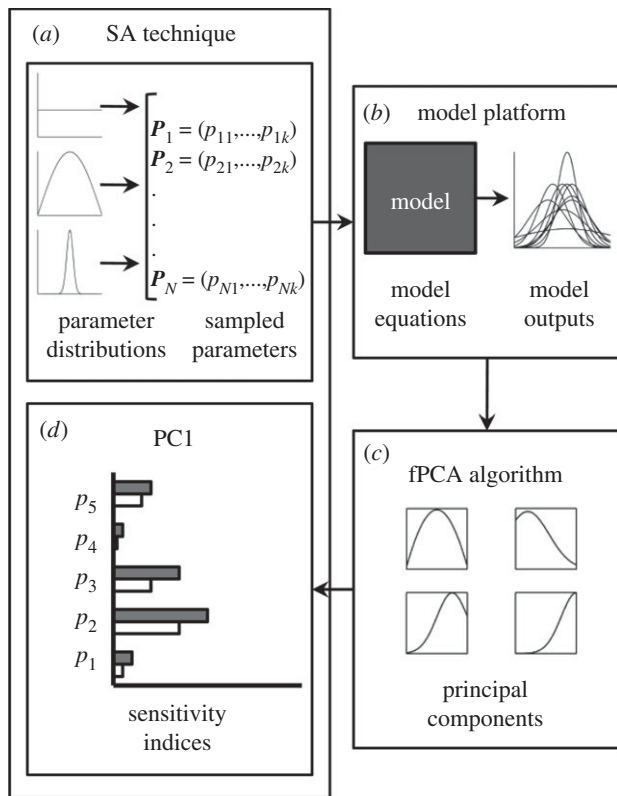 (a) SA technique
P1 = (p11,...,p1k)
P2 = (p21,...,p2k)
.
.
.
PN = (pN1,...,pNk)
parameter distributions
sampled parameters
(b) model platform
model
model equations
model outputs
(c) fPCA algorithm
principal components
(d) PC1
p5
p4
p3
p2
p1
sensitivity indices